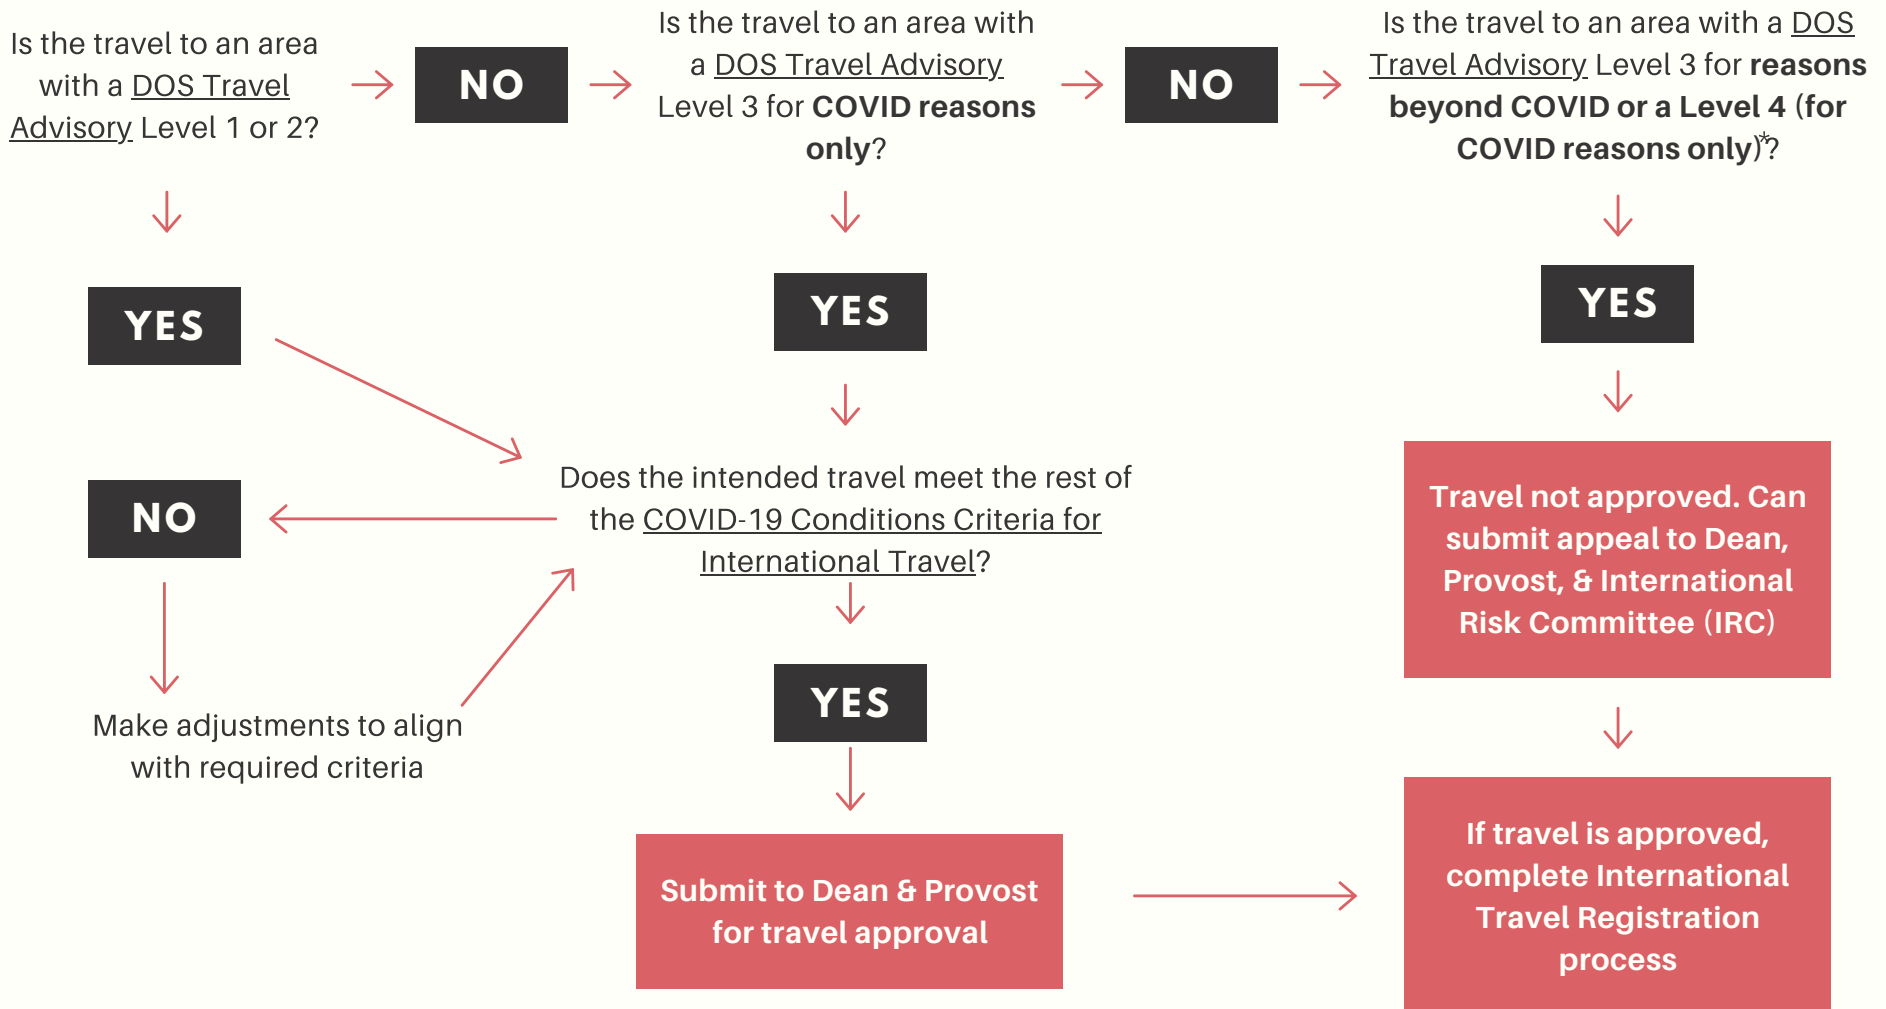 Is the travel to an area
with a DOS Travel
Advisory Level 1 or 2?
NO
Is the travel to an area with
a DOS Travel Advisory
Level 3 for COVID reasons
only?
NO
Is the travel to an area with a DOS
Travel Advisory Level 3 for reasons
beyond COVID or a Level 4 (for
COVID reasons only)*?
YES
YES
YES
Does the intended travel meet the rest of
the COVID-19 Conditions Criteria for
International Travel?
NO
Make adjustments to align
with required criteria
YES
Submit to Dean & Provost
for travel approval
Travel not approved. Can
submit appeal to Dean,
Provost, & International
Risk Committee (IRC)
If travel is approved,
complete International
Travel Registration
process